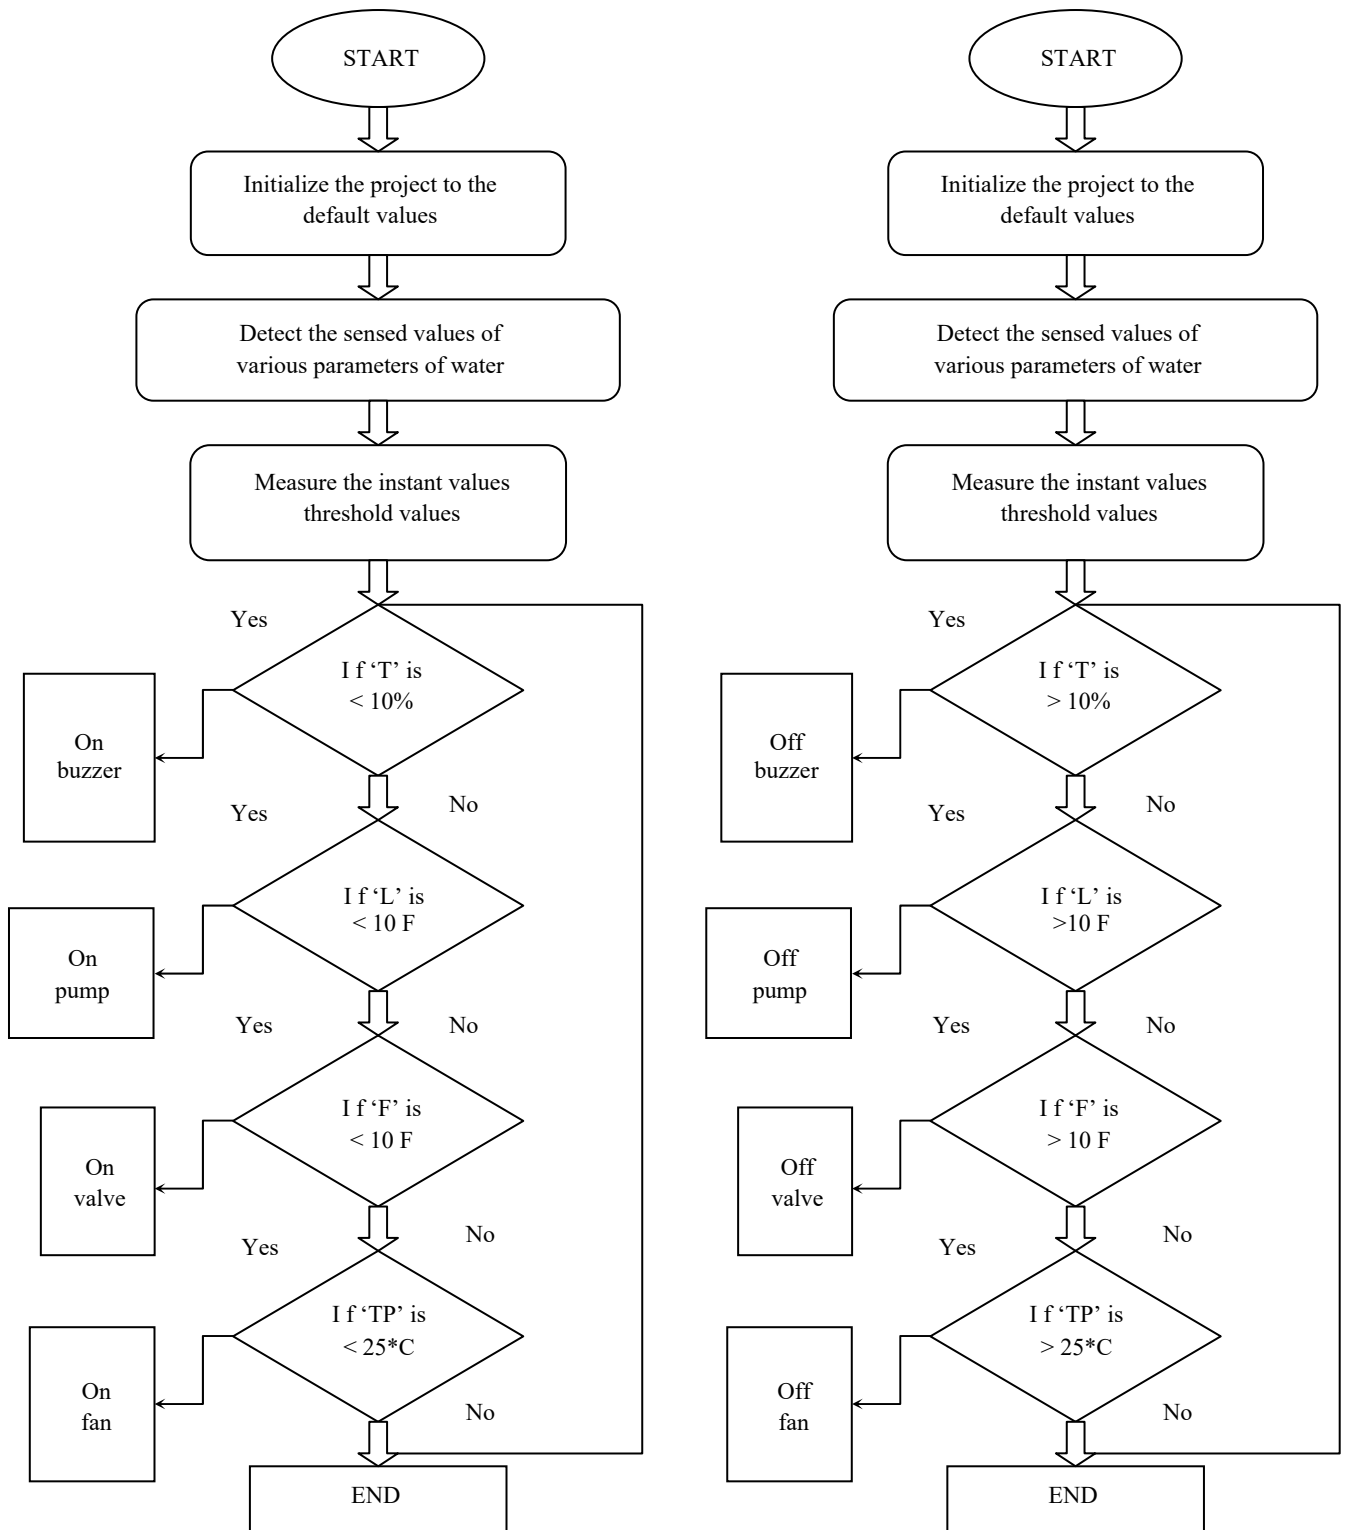 START
Initialize the project to the
default values
Detect the sensed values of
various parameters of water
Measure the instant values
threshold values
Yes
I f ‘T’ is
< 10%
On
buzzer
Yes
No
I f ‘L’ is
< 10 F
On
pump
Yes
No
I f ‘F’ is
< 10 F
On
valve
Yes
No
I f ‘TP’ is
< 25*C
On
fan
No
END
START
Initialize the project to the
default values
Detect the sensed values of
various parameters of water
Measure the instant values
threshold values
Yes
I f ‘T’ is
> 10%
Off
buzzer
Yes
No
I f ‘L’ is
>10 F
Off
pump
Yes
No
I f ‘F’ is
> 10 F
Off
valve
Yes
No
I f ‘TP’ is
> 25*C
Off
fan
No
END